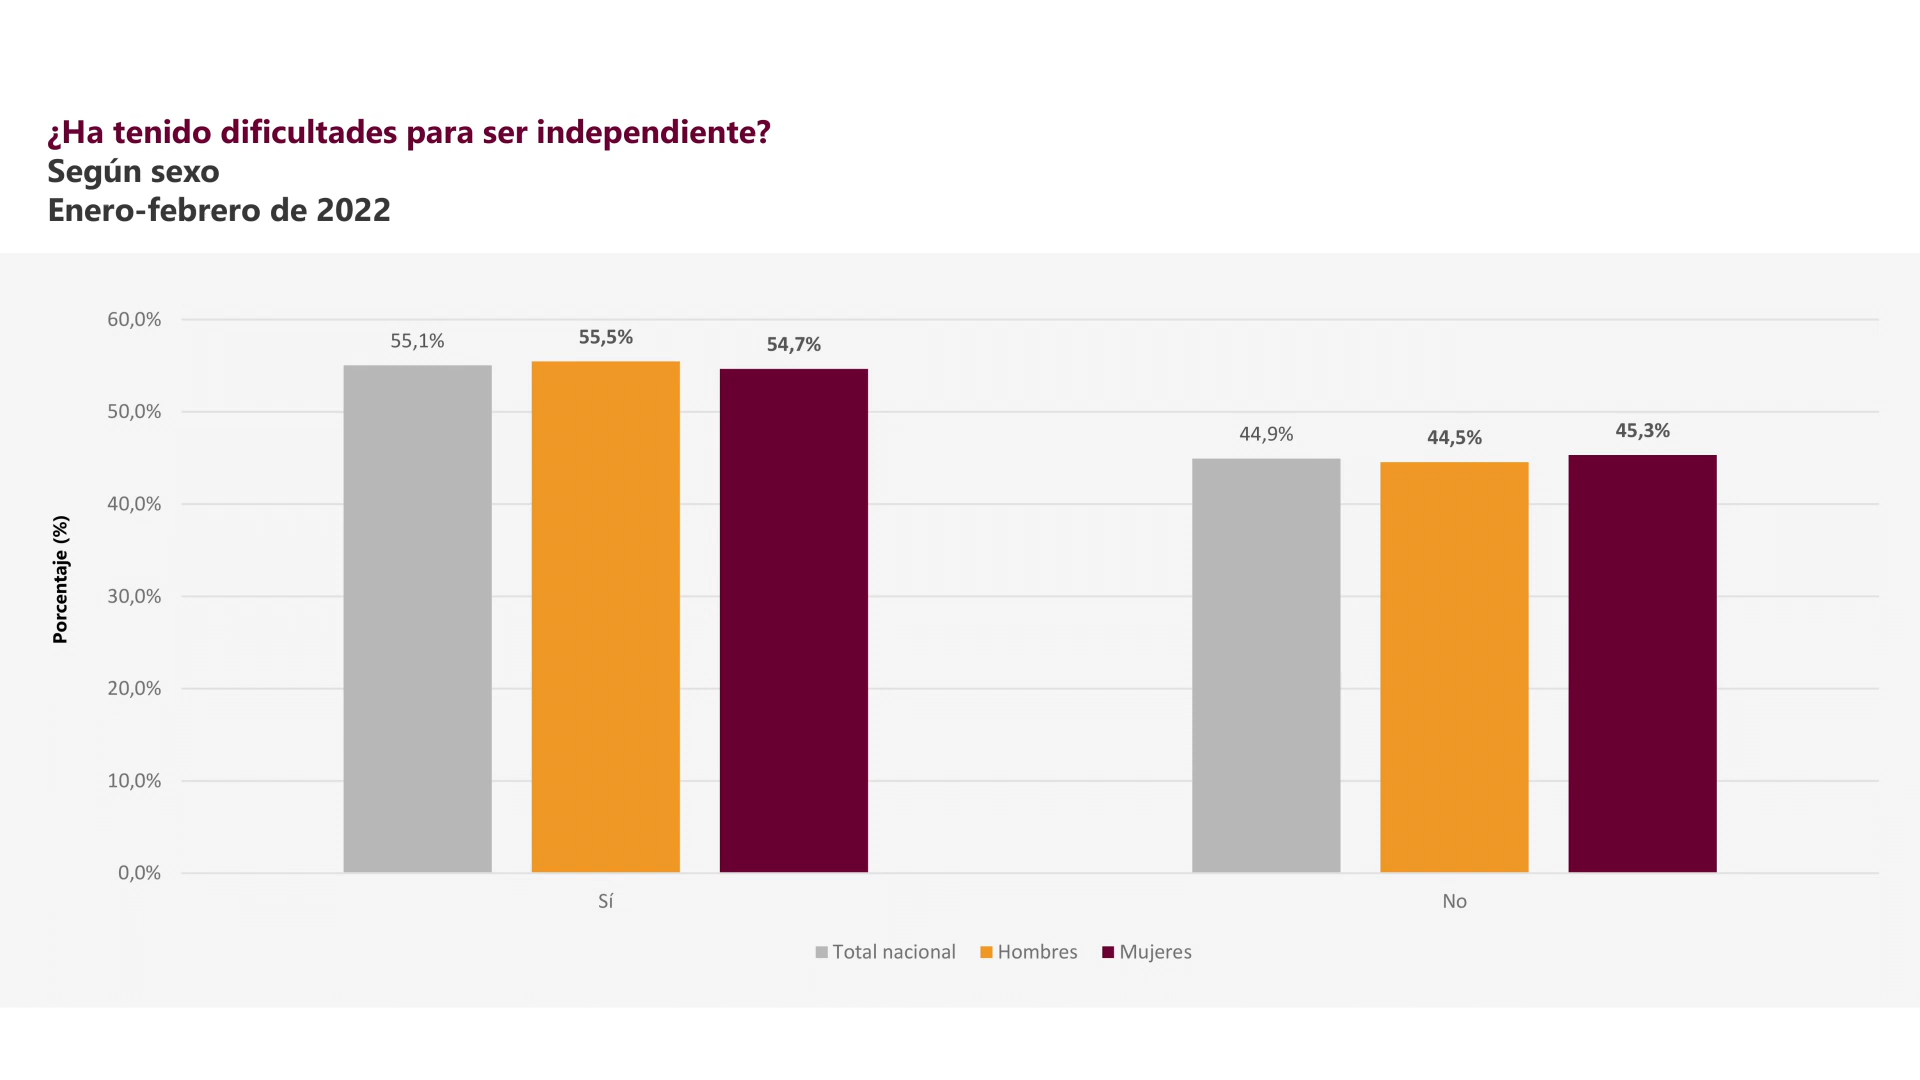 ¿Ha tenido dificultades para ser independiente?
Según sexo
Enero-febrero de 2022
Porcentaje (%)
60,0%
50,0%
40,0%
30,0%
20,0%
10,0%
0,0%
55,1%
55,5%
54,7%
44,9%
44,5%
45,3%
Sí
No
Total nacional
Hombres
Mujeres